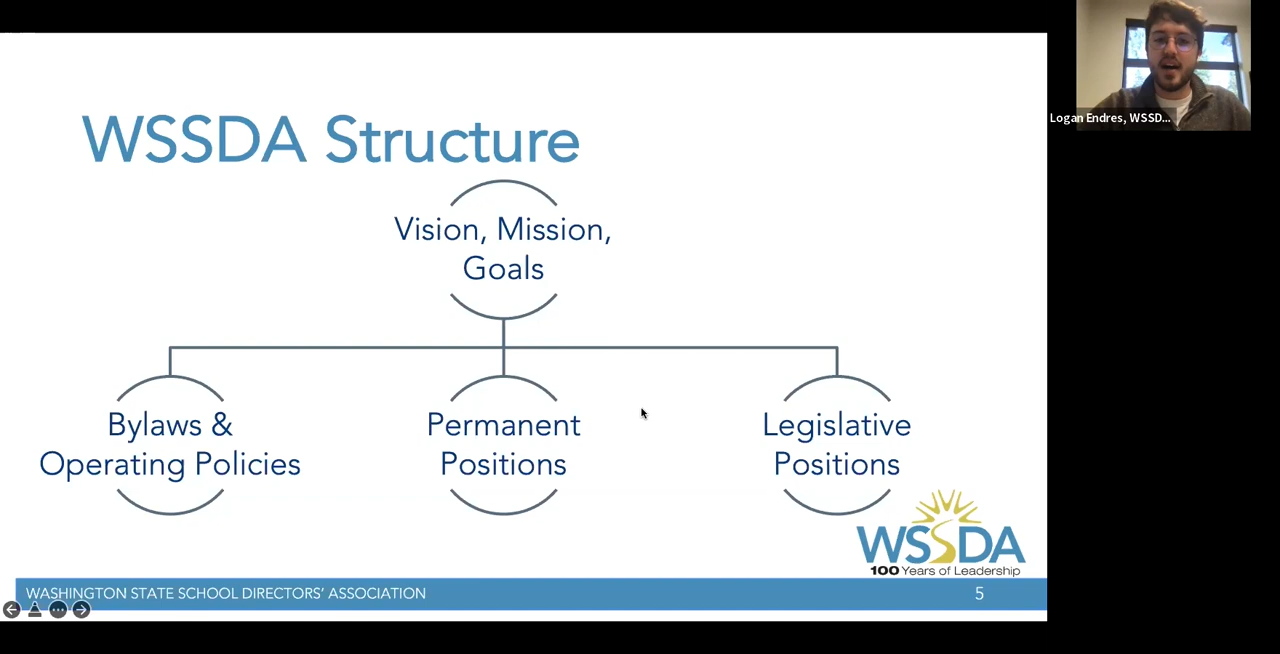 Logan Endres, WSSD...
WSSDA Structure
Vision, Mission,
Goals
Bylaws &
Operating Policies
Permanent
Positions
Legislative
Positions
WSSDA
100 Years of Leadership
WASHINGTON STATE SCHOOL DIRECTORS’ ASSOCIATION
5